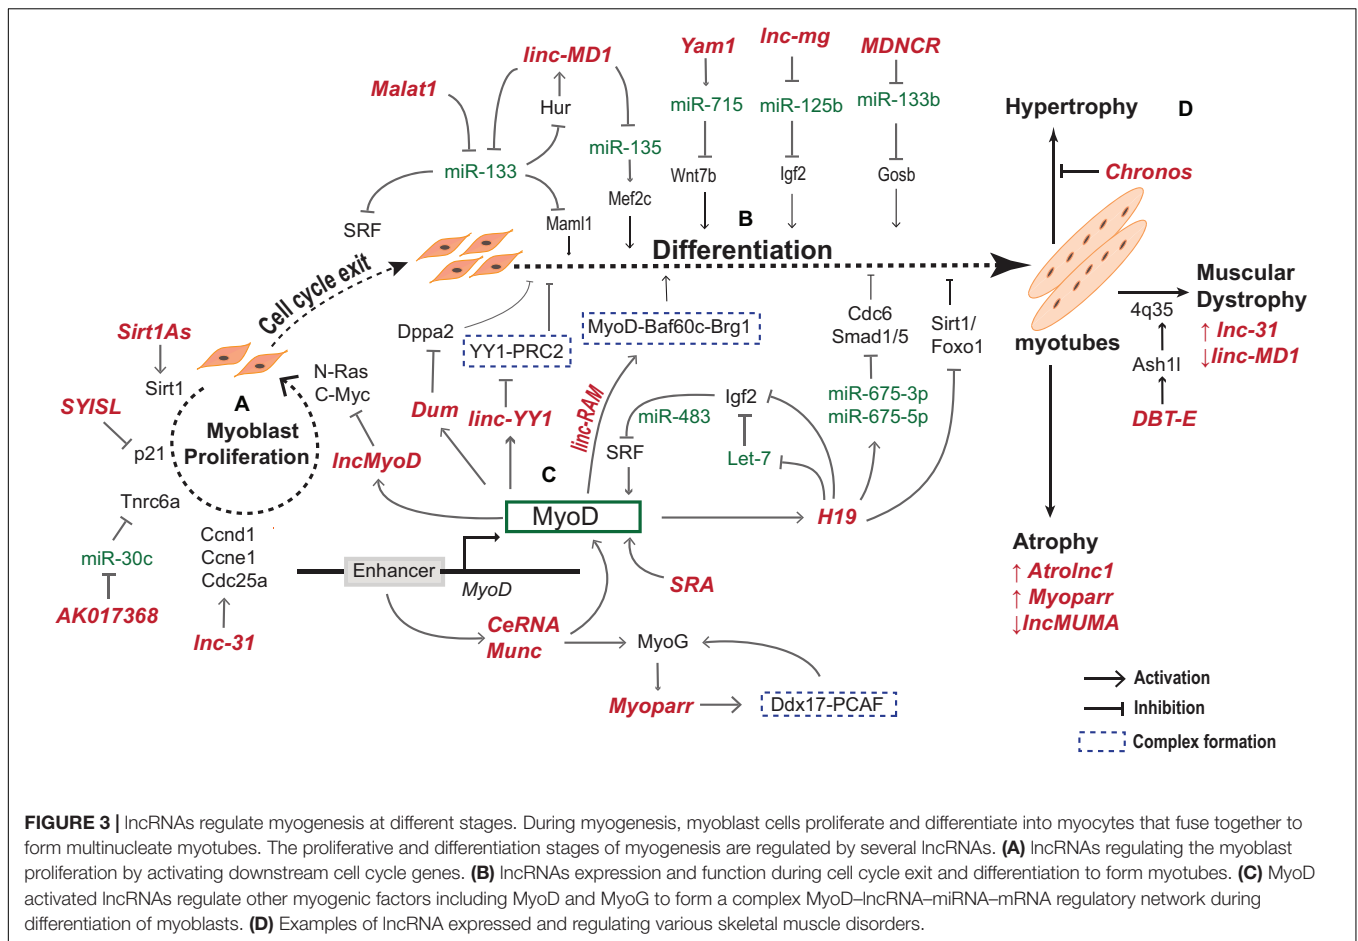 linc-MD1
Yam1
lnc-mg
MDNCR
Malat1
Hur
miR-715
miR-125b
miR-133b
Hypertrophy
D
miR-133
miR-135
Wnt7b
Igf2
Gosb
Chronos
SRF
Mef2c
Maml1
B
Differentiation
Cell cycle exit
Muscular
Dystrophy
↑ lnc-31
↓linc-MD1
4q35
Ash1l
DBT-E
myotubes
Sirt1As
Sirt1
SYISL
p21
A
Myoblast
Proliferation
N-Ras
C-Myc
Dppa2
YY1-PRC2
MyoD-Baf60c-Brg1
Cdc6
Smad1/5
Sirt1/
Foxo1
Dum
linc-YY1
linc-RAM
lncMyoD
miR-483
Igf2
miR-675-3p
miR-675-5p
SRF
Let-7
C
MyoD
H19
Tnrc6a
miR-30c
AK017368
Ccnd1
Ccne1
Cdc25a
lnc-31
Enhancer
MyoD
SRA
CeRNA
Munc
MyoG
Myoparr
Ddx17-PCAF
Atrophy
↑ Atrolnc1
↑ Myoparr
↓lncMUMA
Activation
Inhibition
Complex formation
FIGURE 3 | lncRNAs regulate myogenesis at different stages. During myogenesis, myoblast cells proliferate and differentiate into myocytes that fuse together to
form multinucleate myotubes. The proliferative and differentiation stages of myogenesis are regulated by several lncRNAs. (A) lncRNAs regulating the myoblast
proliferation by activating downstream cell cycle genes. (B) lncRNAs expression and function during cell cycle exit and differentiation to form myotubes. (C) MyoD
activated lncRNAs regulate other myogenic factors including MyoD and MyoG to form a complex MyoD–lncRNA–miRNA–mRNA regulatory network during
differentiation of myoblasts. (D) Examples of lncRNA expressed and regulating various skeletal muscle disorders.